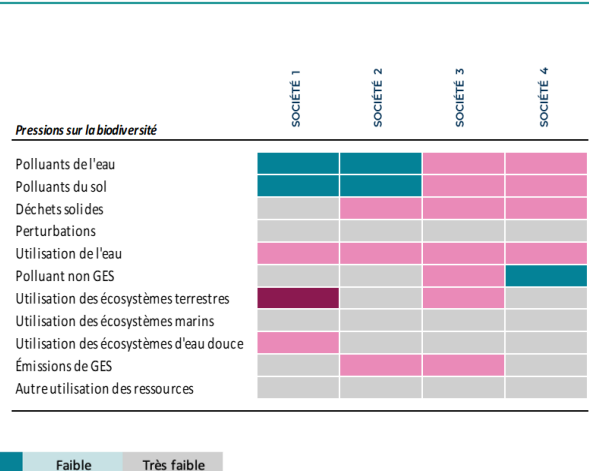 SOCIÉTÉ 1
SOCIÉTÉ 2
SOCIÉTÉ 3
SOCIÉTÉ 4
Pressions sur la biodiversité
Polluants de l'eau
Polluants du sol
Déchets solides
Perturbations
Utilisation de l'eau
Polluant non GES
Utilisation des écosystèmes terrestres
Utilisation des écosystèmes marins
Utilisation des écosystèmes d'eau douce
Émissions de GES
Autre utilisation des ressources
Faible Très faible